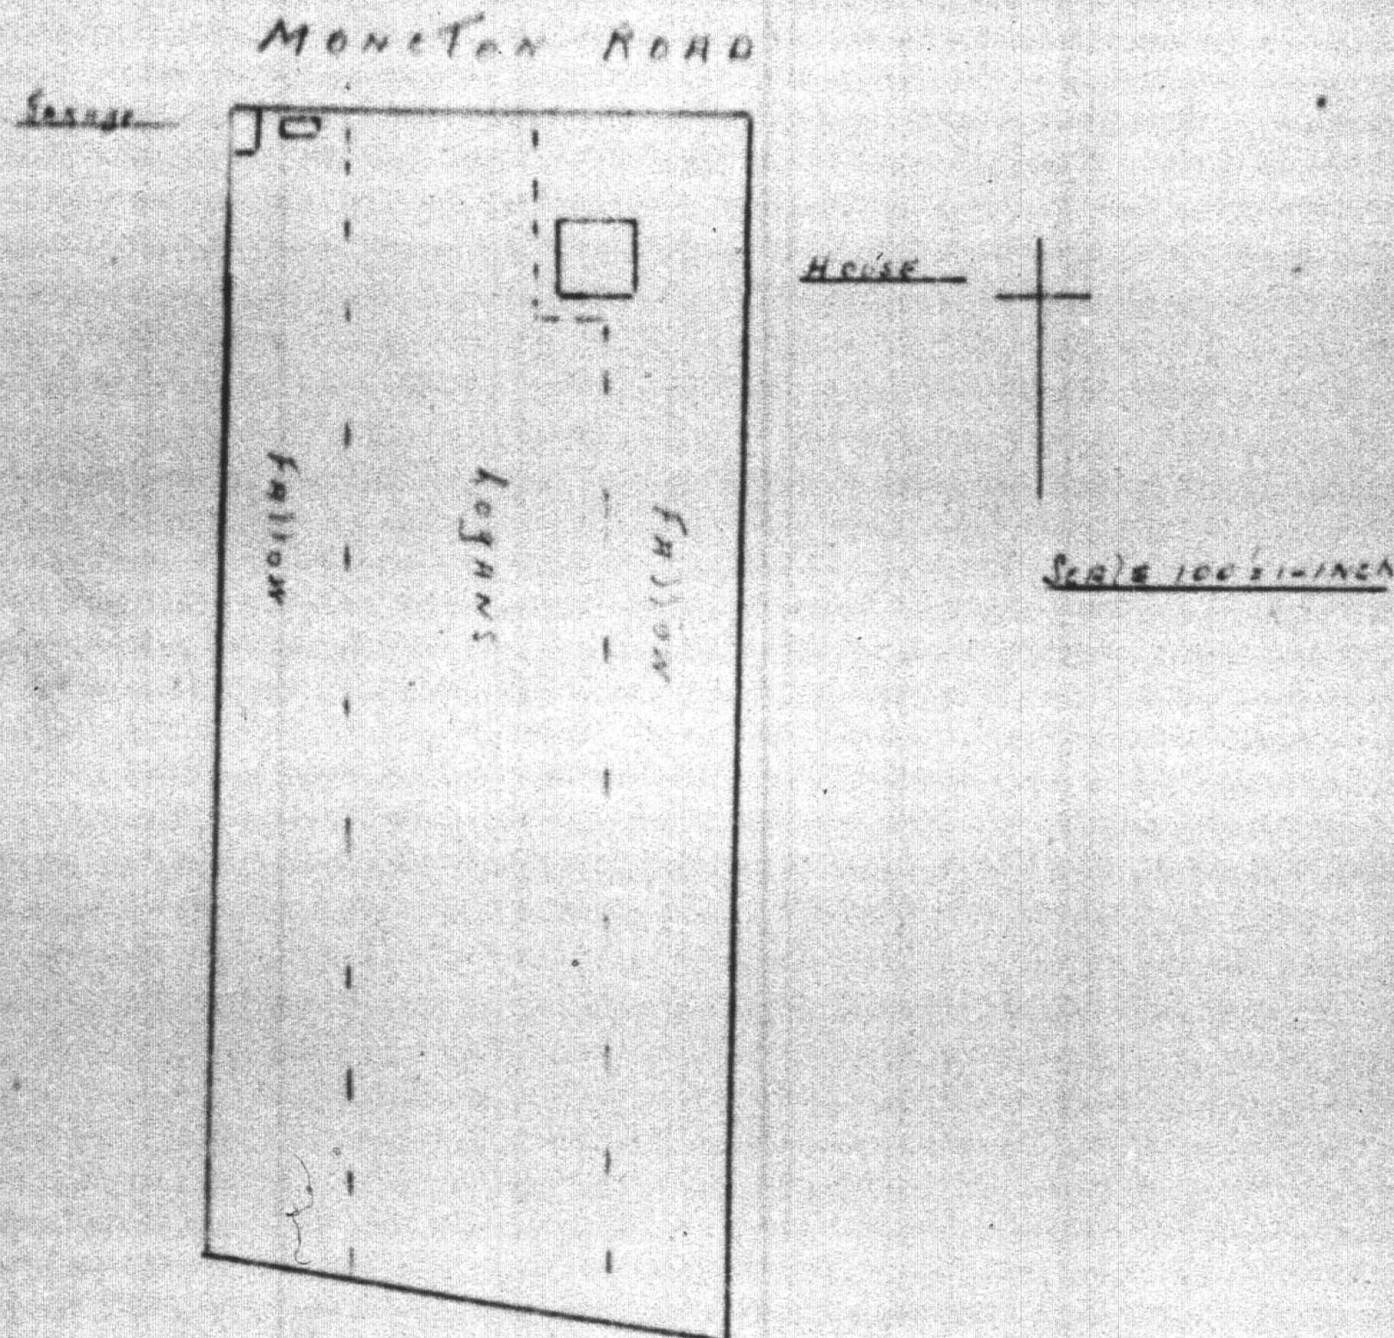 MONCTON ROAD
Garage
HOUSE
FAllOW
LOgANS
FAllOW
SCAlE 100'=1-INCH